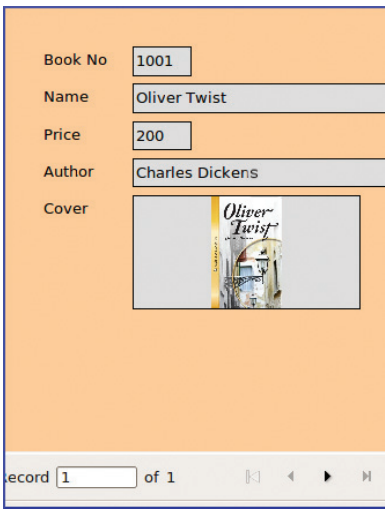 Book No 1001
Name Oliver Twist
Price 200
Author Charles Dickens
Cover
Oliver
Twist
ecord 1 of 1